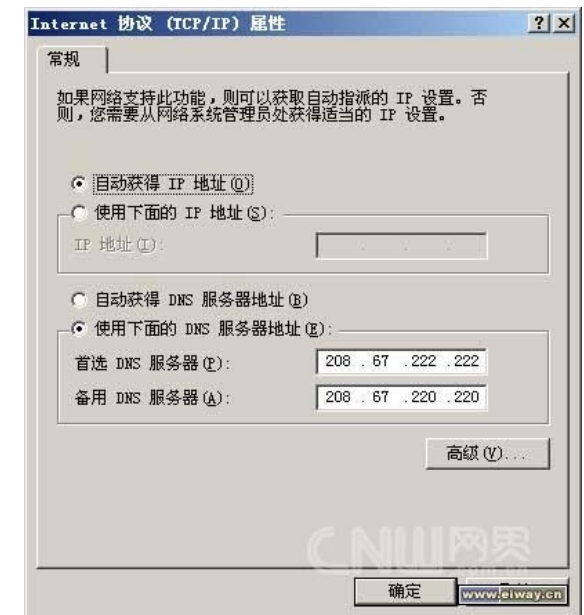 Internet 协议 (TCP/IP) 属性
常规
如果网络支持此功能，则可以获取自动指派的 IP 设置。否
则，您需要从网络系统管理员处获得适当的 IP 设置。
自动获得 IP 地址(O)
使用下面的 IP 地址(S):
IP 地址(I):
自动获得 DNS 服务器地址(B)
使用下面的 DNS 服务器地址(E):
首选 DNS 服务器(P): 208 . 67 .222 .222
备用 DNS 服务器(A): 208 . 67 .220 .220
高级(V)...
CNW网界
.com.cn
确定
www.eiway.cn